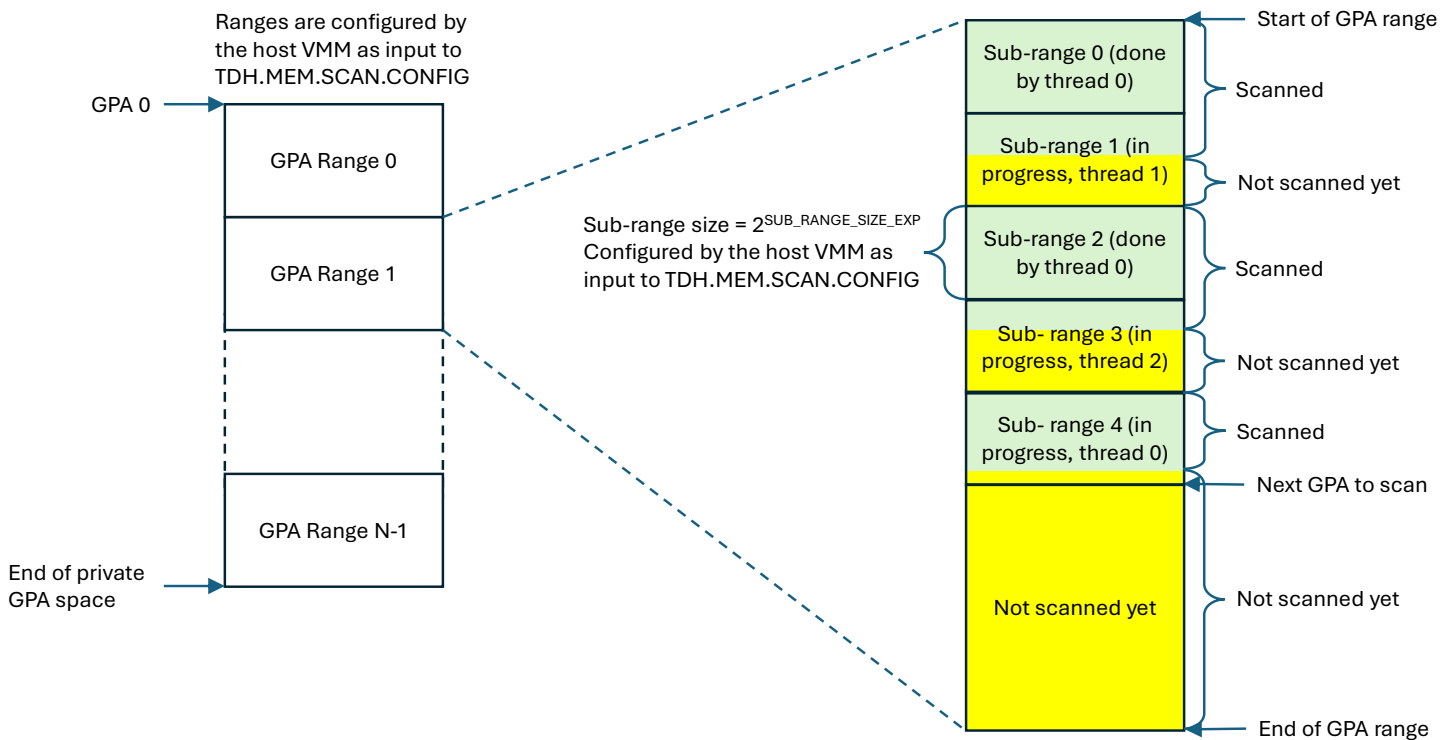 Ranges are configured by
the host VMM as input to
TDH.MEM.SCAN.CONFIG
GPA 0
GPA Range 0
GPA Range 1
GPA Range N-1
End of private
GPA space
Sub-range size = 2^SUB_RANGE_SIZE_EXP
Configured by the host VMM as
input to TDH.MEM.SCAN.CONFIG
Sub-range 0 (done
by thread 0)
Sub-range 1 (in
progress, thread 1)
Sub-range 2 (done
by thread 0)
Sub- range 3 (in
progress, thread 2)
Sub- range 4 (in
progress, thread 0)
Not scanned yet
Start of GPA range
Scanned
Not scanned yet
Scanned
Not scanned yet
Scanned
Next GPA to scan
Not scanned yet
End of GPA range